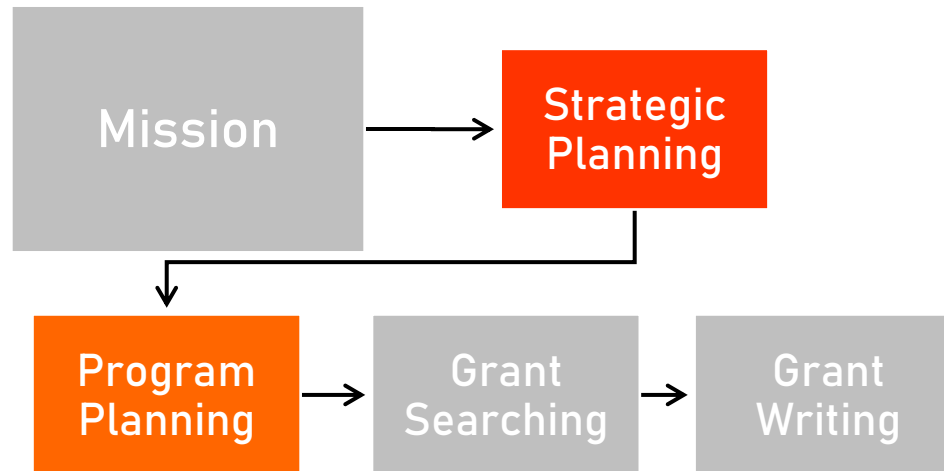 Mission
Strategic
Planning
Program
Planning
Grant
Searching
Grant
Writing